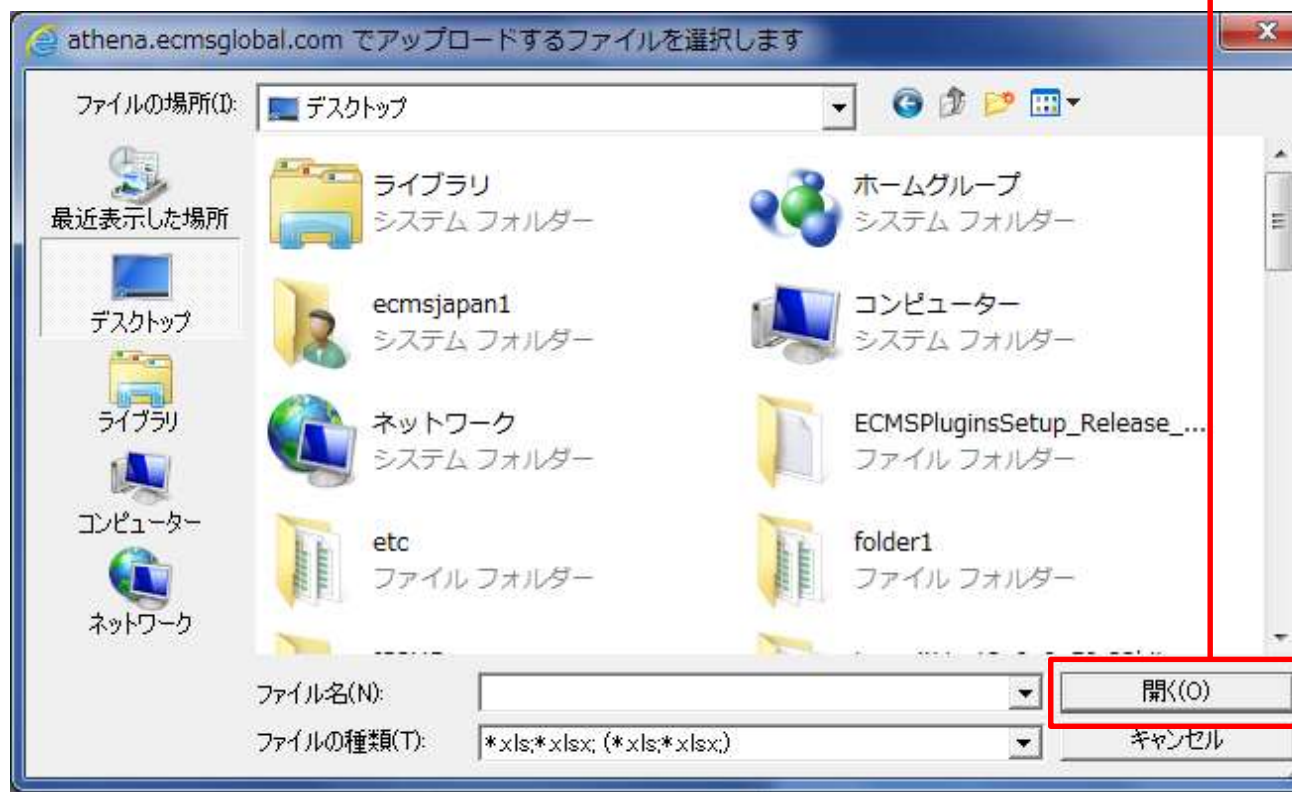 athena.ecmsglobal.com でアップロードするファイルを選択します
ファイルの場所(I):
デスクトップ
最近表示した場所
デスクトップ
ライブラリ
コンピューター
ネットワーク
ライブラリ
システム フォルダー
ホームグループ
システム フォルダー
ecmsjapan1
システム フォルダー
コンピューター
システム フォルダー
ネットワーク
システム フォルダー
ECMSPluginsSetup_Release_...
ファイル フォルダー
etc
ファイル フォルダー
folder1
ファイル フォルダー
ファイル名(N):
開く(O)
ファイルの種類(T):
*.xls;*.xlsx; (*.xls;*.xlsx;)
キャンセル